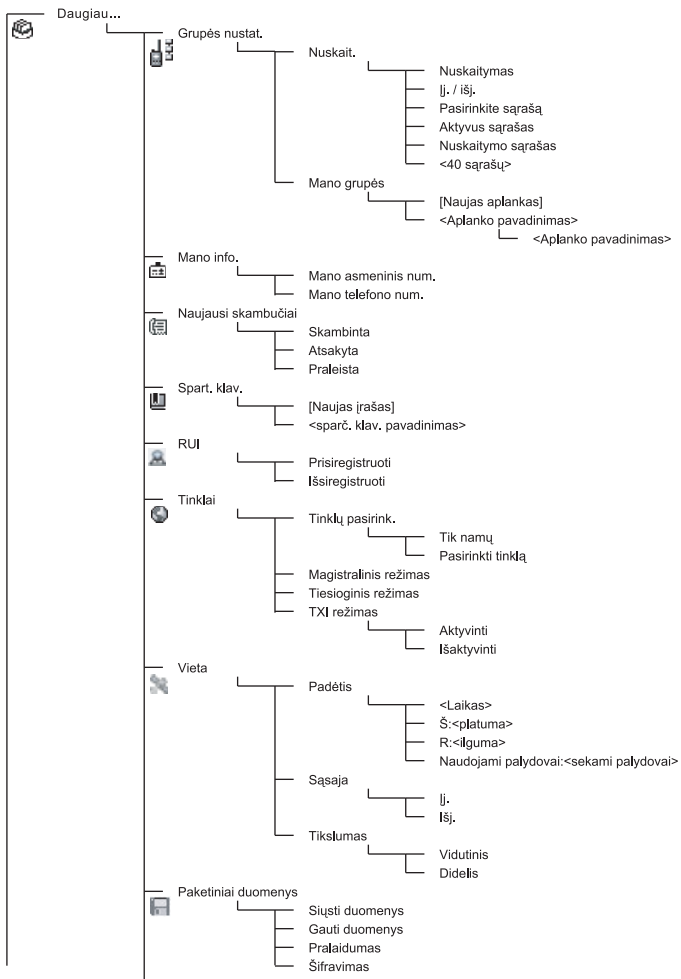 Daugiau...
Grupės nustat.
Nuskait.
Nuskaitymas
Įj. / išj.
Pasirinkite sąrašą
Aktyvus sąrašas
Nuskaitymo sąrašas
<40 sąrašų>
Mano grupės
[Naujas aplankas]
<Aplanko pavadinimas>
<Aplanko pavadinimas>
Mano info.
Mano asmeninis num.
Mano telefono num.
Naujausi skambučiai
Skambinta
Atsakyta
Praleista
Spart. klav.
[Naujas įrašas]
<sparč. klav. pavadinimas>
RUI
Prisiregistruoti
Išsiregistruoti
Tinklai
Tinklų pasirink.
Tik namų
Pasirinkti tinklą
Magistralinis režimas
Tiesioginis režimas
TXI režimas
Aktyvinti
Išaktyvinti
Vieta
Padėtis
<Laikas>
Š:<platuma>
R:<ilguma>
Naudojami palydovai:<sekami palydovai>
Sąsaja
Įj.
Išj.
Tikslumas
Vidutinis
Didelis
Paketiniai duomenys
Siųsti duomenys
Gauti duomenys
Pralaidumas
Šifravimas